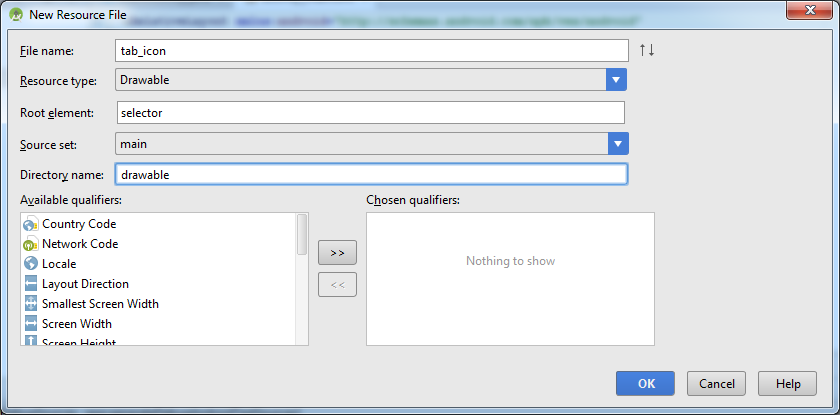 New Resource File
File name: tab_icon
Resource type: Drawable
Root element: selector
Source set: main
Directory name: drawable
Available qualifiers: Chosen qualifiers:
Country Code
Network Code
Locale
Layout Direction
Smallest Screen Width
Screen Width
Screen Height
>>
<<
Nothing to show
OK Cancel Help